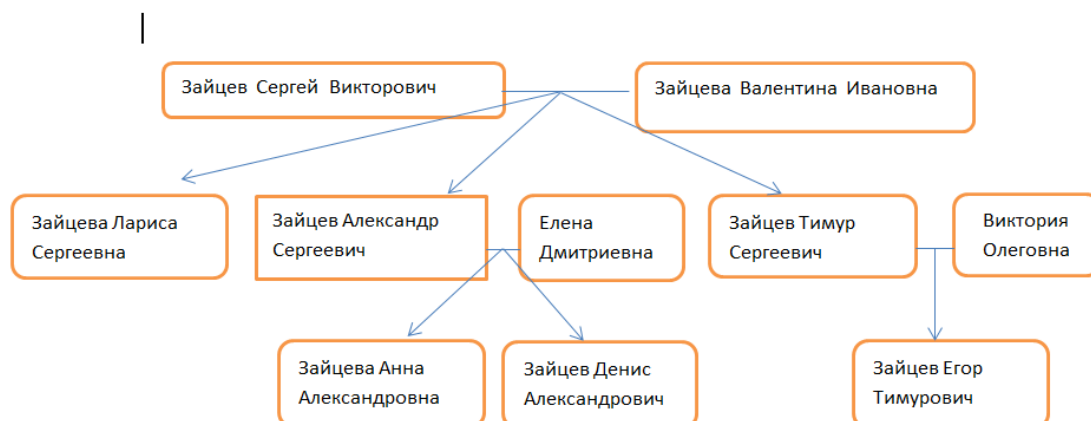 Зайцев Сергей Викторович
Зайцева Валентина Ивановна
Зайцева Лариса
Сергеевна
Зайцев Александр
Сергеевич
Елена
Дмитриевна
Зайцев Тимур
Сергеевич
Виктория
Олеговна
Зайцева Анна
Александровна
Зайцев Денис
Александрович
Зайцев Егор
Тимурович